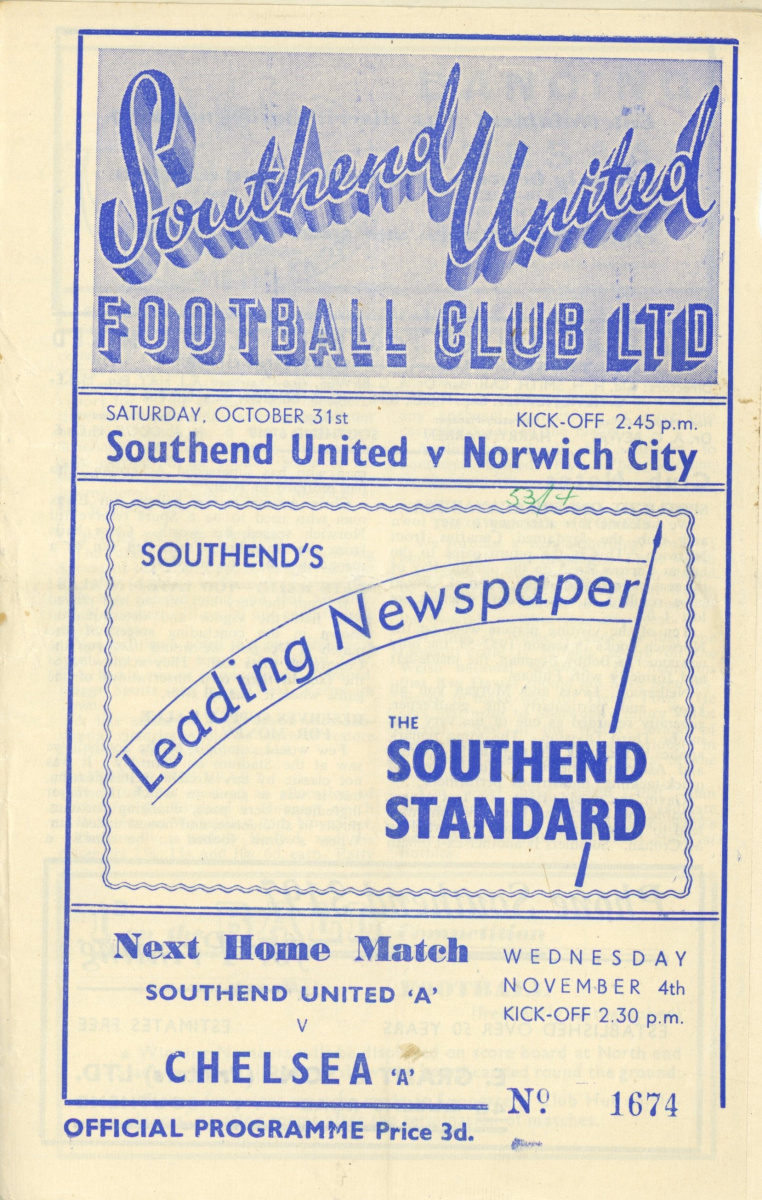 Southend United
FOOTBALL CLUB LTD
SATURDAY, OCTOBER 31st
KICK-OFF 2.45 p.m.
Southend United v Norwich City
53/4
SOUTHEND'S
Leading Newspaper
THE
SOUTHEND
STANDARD
Next Home Match
SOUTHEND UNITED 'A'
v
CHELSEA 'A'
WEDNESDAY
NOVEMBER 4th
KICK-OFF 2.30 p.m.
Nº 1674
OFFICIAL PROGRAMME Price 3d.